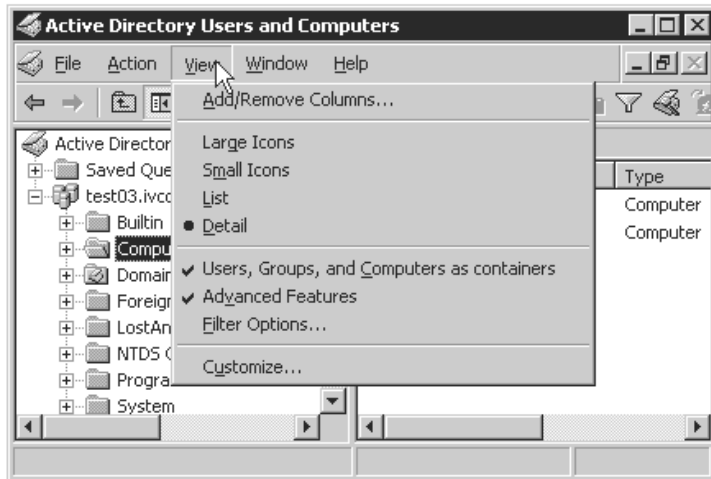 Active Directory Users and Computers
File Action View Window Help
Add/Remove Columns...
Active Director
Large Icons
Saved Que
Small Icons
Type
test03.ivc
List
Computer
Builtin
Detail
Computer
Compu
Domain
Users, Groups, and Computers as containers
Foreign
Advanced Features
LostAn
Filter Options...
NTDS
Customize...
Progra
System